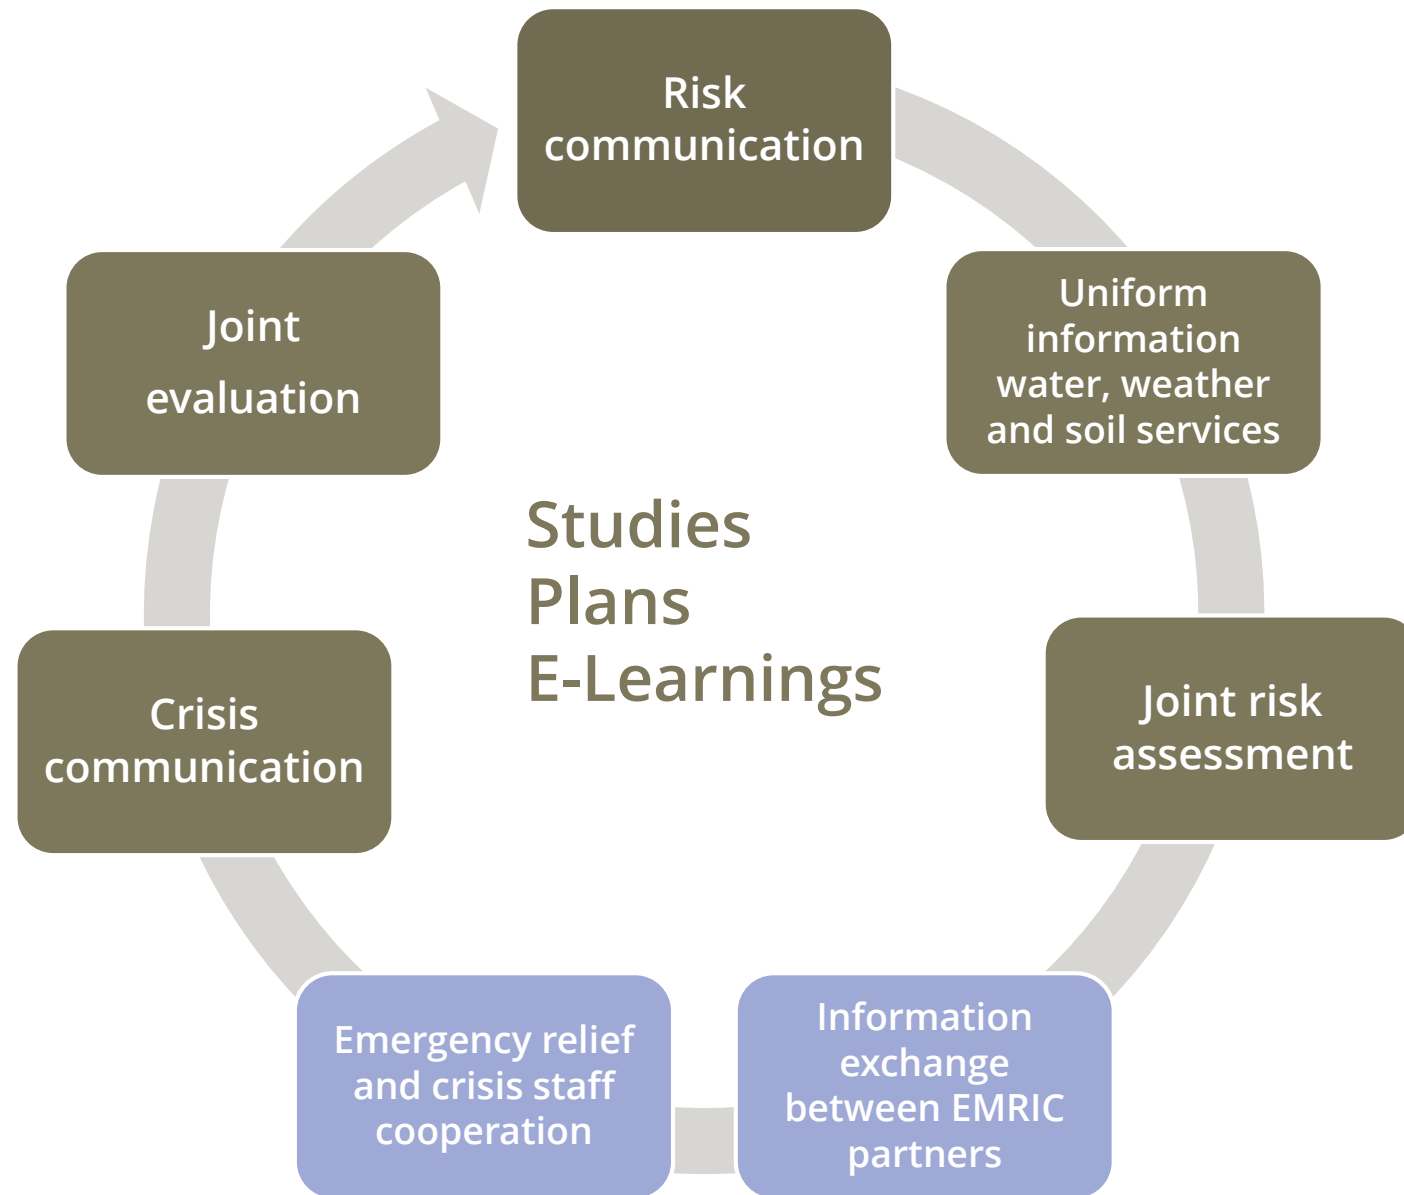 Risk
communication
Uniform
information
water, weather
and soil services
Joint risk
assessment
Information
exchange
between EMRIC
partners
Emergency relief
and crisis staff
cooperation
Crisis
communication
Joint
evaluation
Studies
Plans
E-Learnings